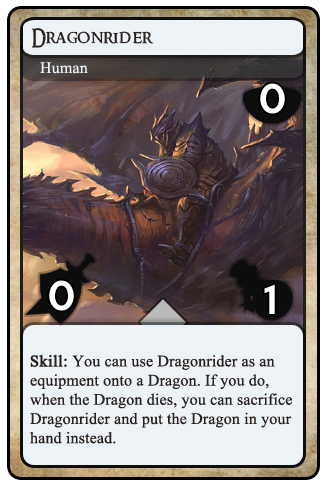 Dragonrider
Human
0
0
1
Skill: You can use Dragonrider as an
equipment onto a Dragon. If you do,
when the Dragon dies, you can sacrifice
Dragonrider and put the Dragon in your
hand instead.